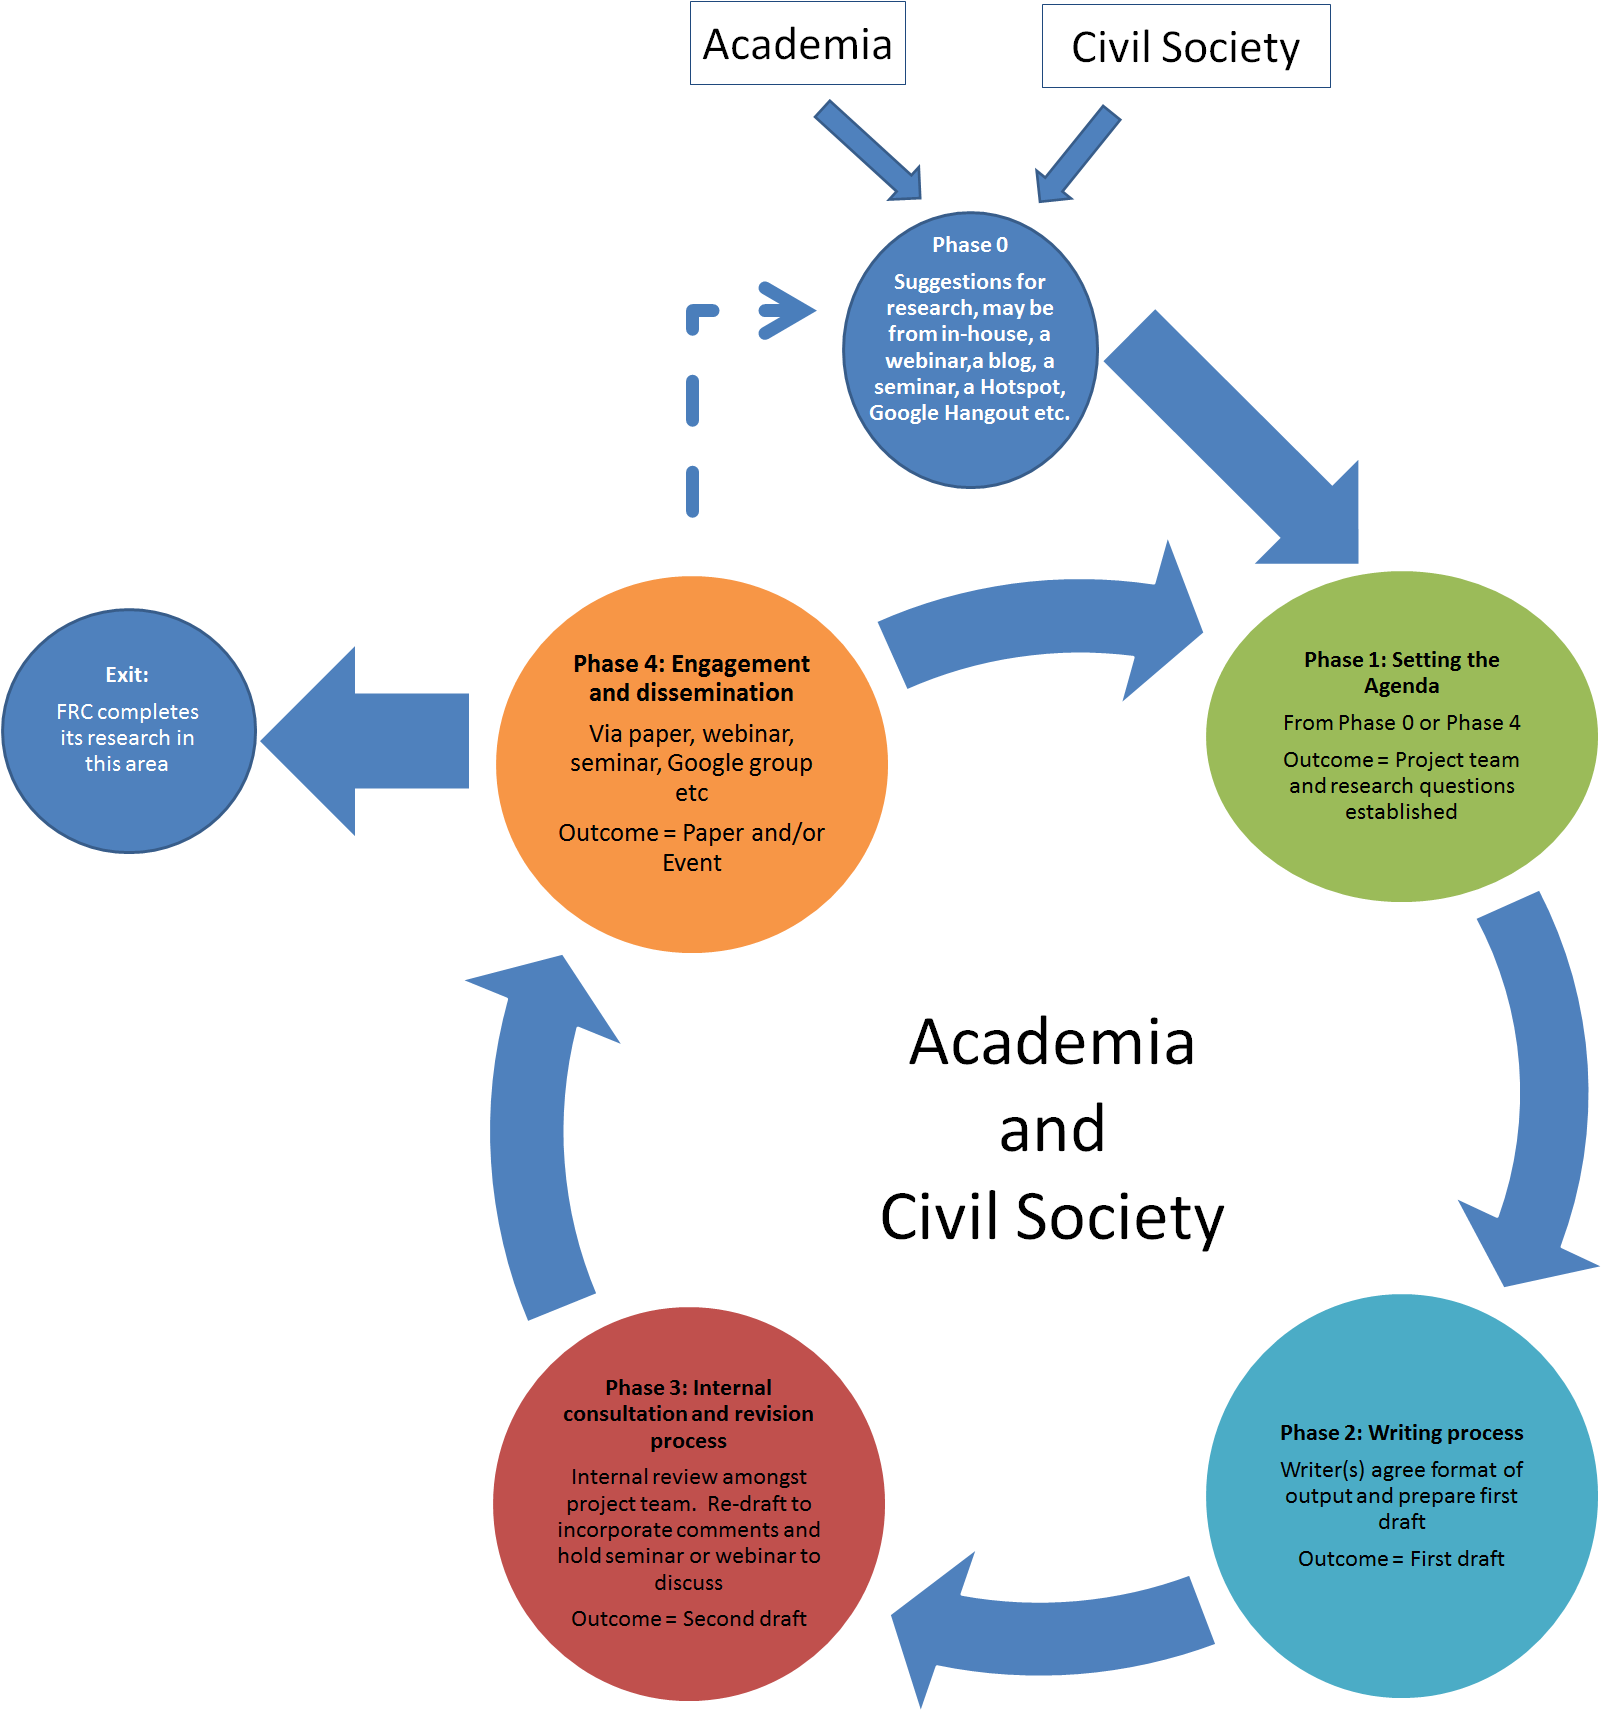 Academia
Civil Society
Phase 0
Suggestions for
research, may be
from in-house, a
webinar,a blog, a
seminar, a Hotspot,
Google Hangout etc.
Exit:
FRC completes
its research in
this area
Phase 4: Engagement
and dissemination
Via paper, webinar,
seminar, Google group
etc
Outcome = Paper and/or
Event
Phase 1: Setting the
Agenda
From Phase 0 or Phase 4
Outcome = Project team
and research questions
established
Academia
and
Civil Society
Phase 3: Internal
consultation and revision
process
Internal review amongst
project team.  Re-draft to
incorporate comments and
hold seminar or webinar to
discuss
Outcome = Second draft
Phase 2: Writing process
Writer(s) agree format of
output and prepare first
draft
Outcome = First draft